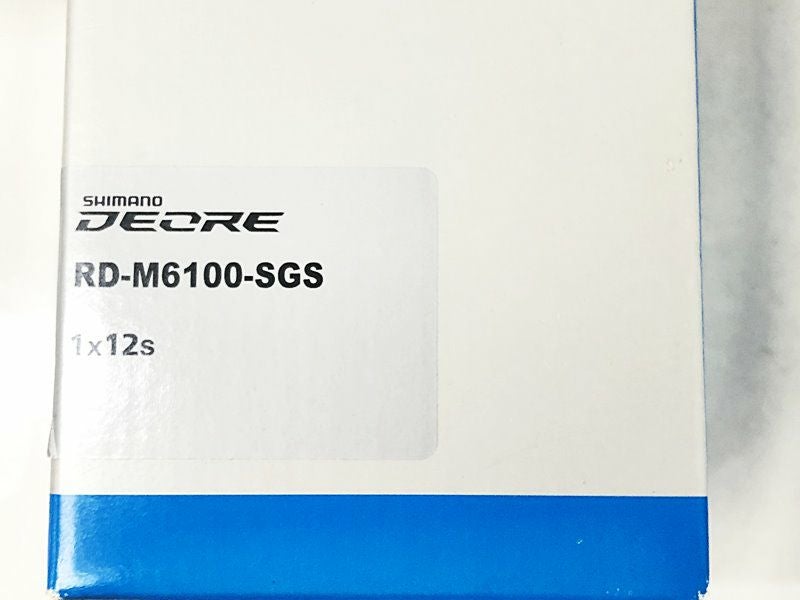 SHIMANO
DEORE
RD-M6100-SGS
1x12s